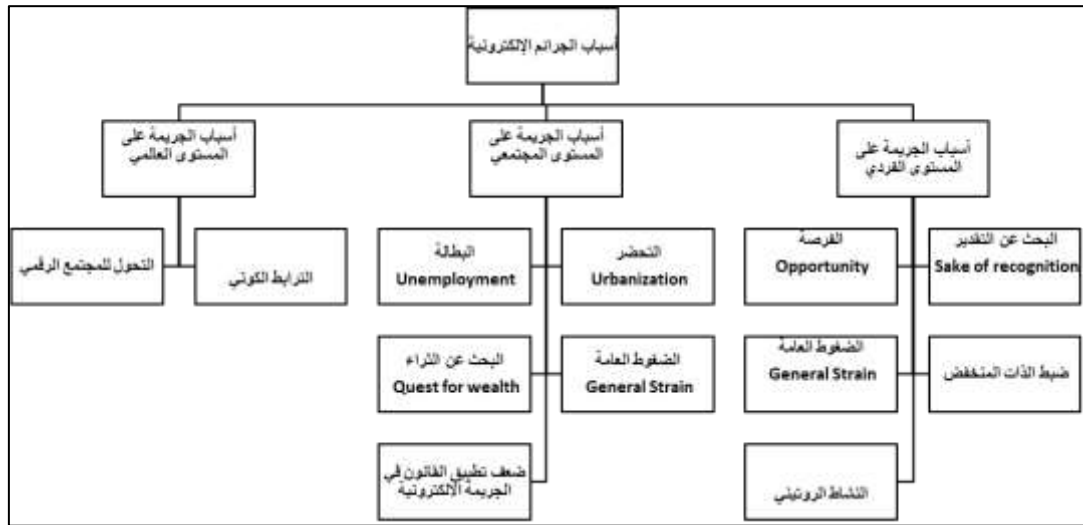 أسباب الجرائم الإلكترونية
أسباب الجريمة على
المستوى الفردي
أسباب الجريمة على
المستوى المجتمعي
أسباب الجريمة على
المستوى العالمي
البحث عن التقدير
Sake of recognition
الفرصة
Opportunity
ضبط الذات المنخفض
الضغوط العامة
General Strain
النشاط الروتيني
التحضر
Urbanization
البطالة
Unemployment
الضغوط العامة
General Strain
البحث عن الثراء
Quest for wealth
ضعف تطبيق القانون في
الجريمة الالكترونية
الترابط الكوني
التحول للمجتمع الرقمي